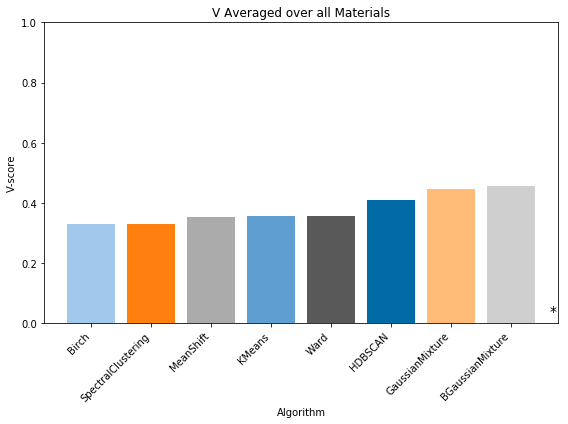 V Averaged over all Materials
1.0
0.8
0.6
0.4
0.2
0.0
V-score
*
Birch
SpectralClustering
MeanShift
KMeans
Ward
HDBSCAN
GaussianMixture
BGaussianMixture
Algorithm